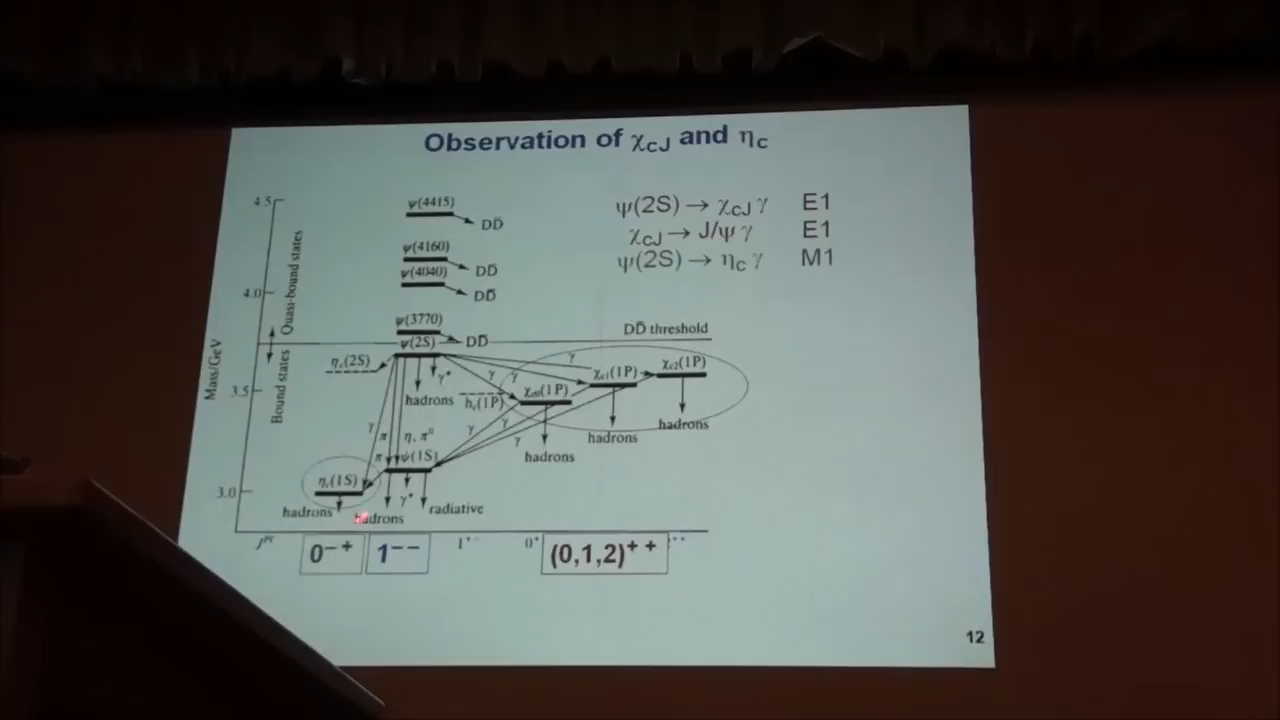 Observation of χcJ and ηc
ψ(2S) → χcJ γ E1
χcJ → J/ψ γ E1
ψ(2S) → ηc γ M1
4.5
4.0
3.5
3.0
Mass/GeV
Quasi-bound states
Bound states
ψ(4415)
DD̄
ψ(4160)
DD̄
ψ(4040)
DD̄
ψ(3770)
DD̄
DD̄ threshold
ψ(2S)
ηc(2S)
γ*
hadrons
hc(1P)
γ
γ
γ
χc0(1P)
χc1(1P)
χc2(1P)
hadrons
hadrons
hadrons
γ
γ
γ
γ
π
π
η, π⁰
ψ(1S)
ηc(1S)
hadrons
hadrons
γ*
radiative
Jᴾᶜ
0⁻⁺
1⁻⁻
(0,1,2)⁺⁺
12